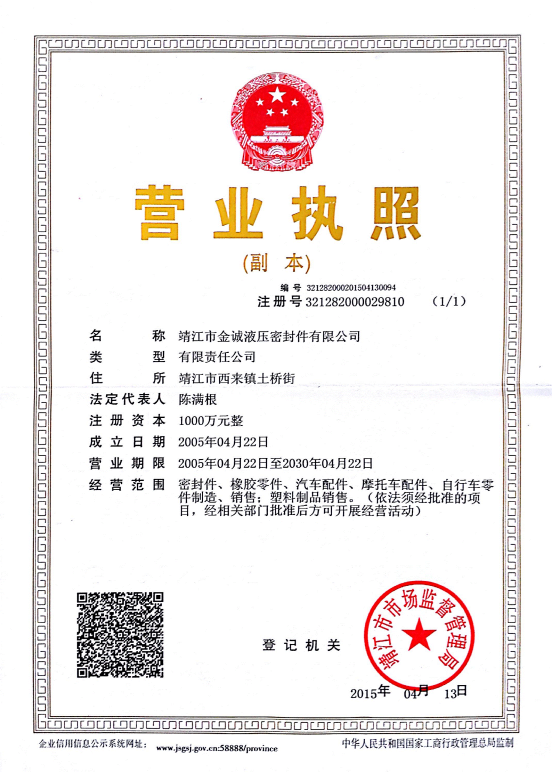 营业执照
(副 本)
编 号 321282000201504130094
注册号 321282000029810 (1/1)
名 称 靖江市金诚液压密封件有限公司
类 型 有限责任公司
住 所 靖江市西来镇土桥街
法定代表人 陈满根
注 册 资 本 1000万元整
成 立 日 期 2005年04月22日
营 业 期 限 2005年04月22日至2030年04月22日
经 营 范 围 密封件、橡胶零件、汽车配件、摩托车配件、自行车零
件制造、销售；塑料制品销售。（依法须经批准的项
目，经相关部门批准后方可开展经营活动）
登 记 机 关
靖江市市场监督管理局
2015年 04月 13日
企业信用信息公示系统网址： www.jsgsj.gov.cn:58888/province
中华人民共和国国家工商行政管理总局监制